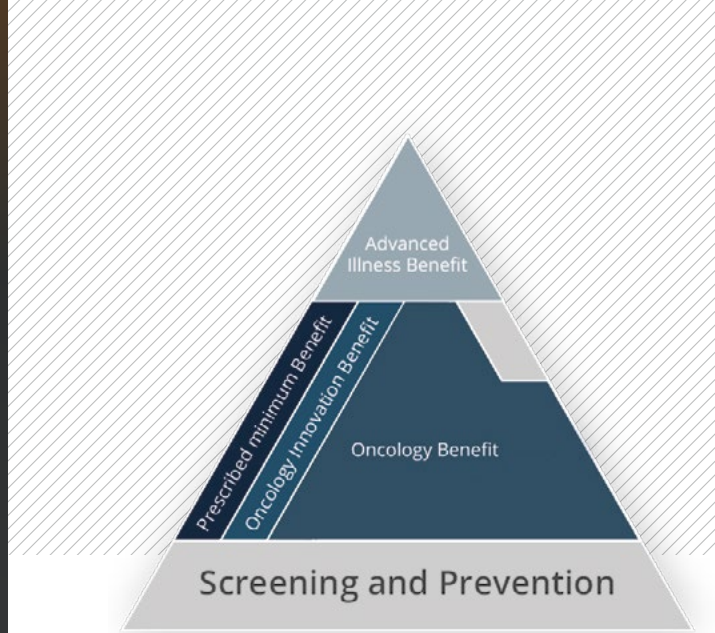 Advanced
Illness Benefit
Prescribed minimum Benefit
Oncology Innovation Benefit
Oncology Benefit
Screening and Prevention